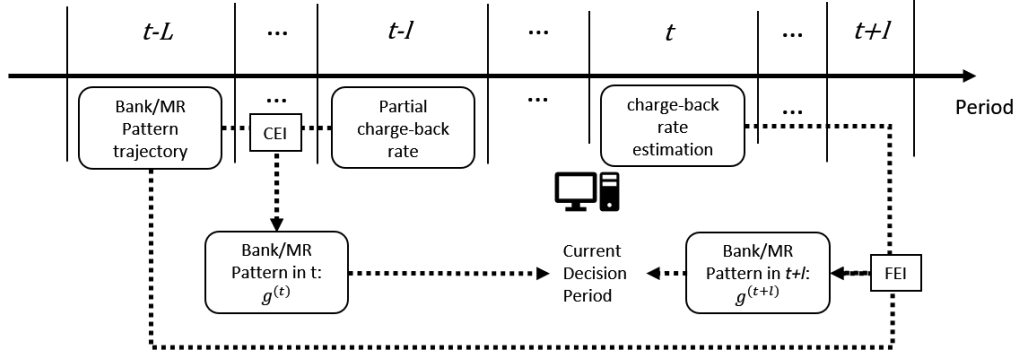 t-L ... t-l ... t ... t+l
Period
Bank/MR
Pattern
trajectory
...
CEI
Partial
charge-back
rate
...
charge-back
rate
estimation
...
Bank/MR
Pattern in t:
g^(t)
Current
Decision
Period
Bank/MR
Pattern in t+l:
g^(t+l)
FEI